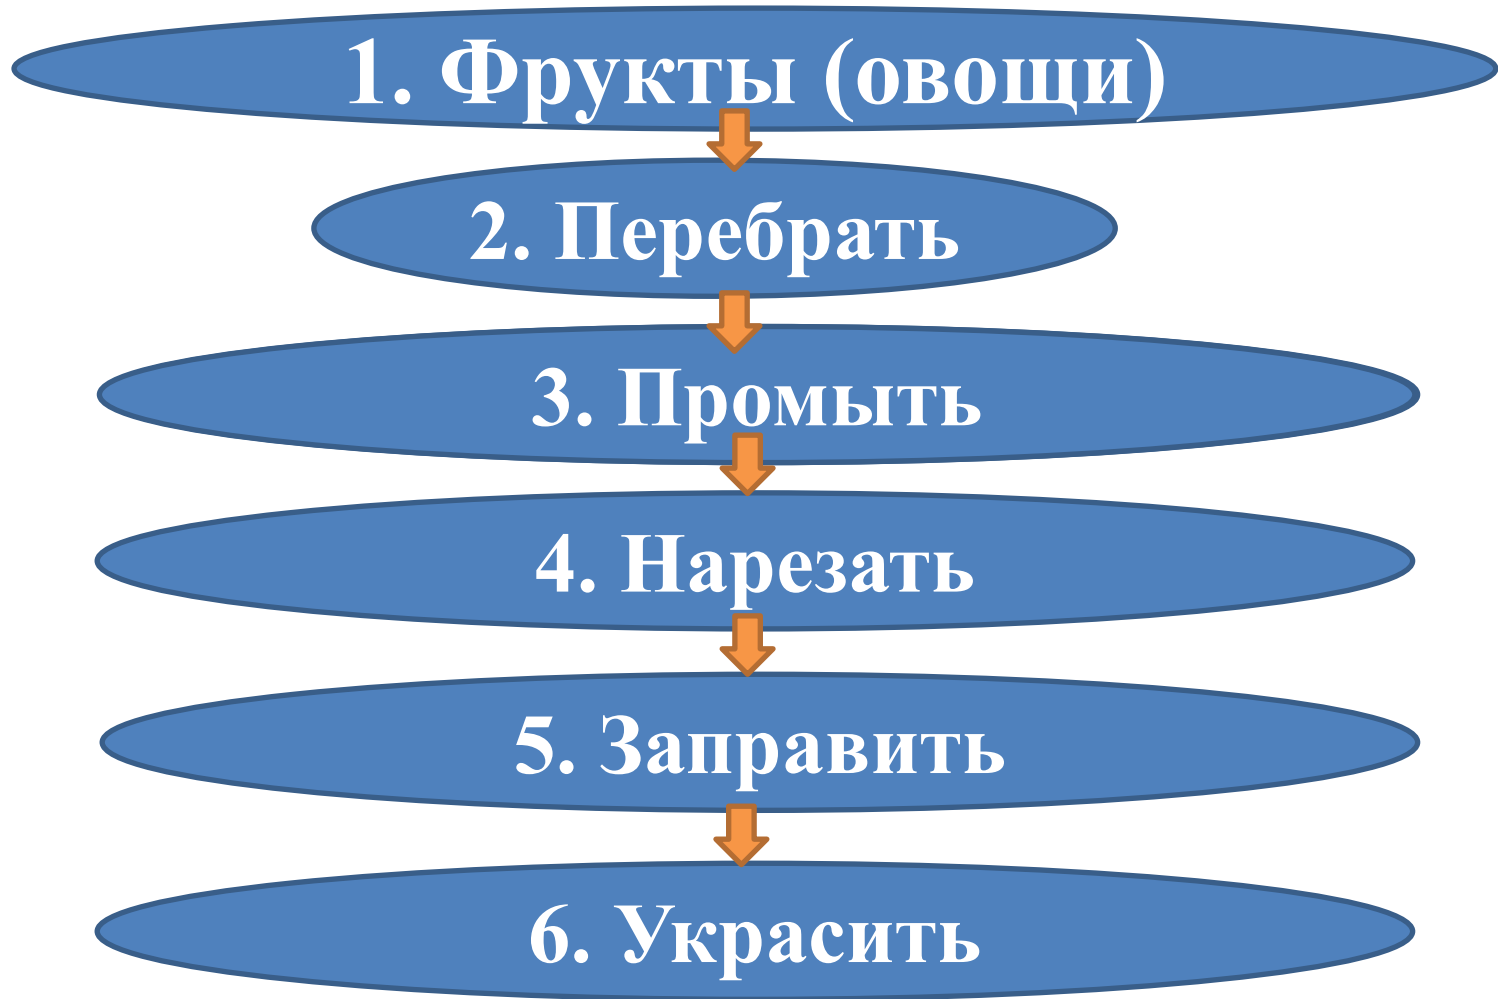 1. Фрукты (овощи)
2. Перебрать
3. Промыть
4. Нарезать
5. Заправить
6. Украсить